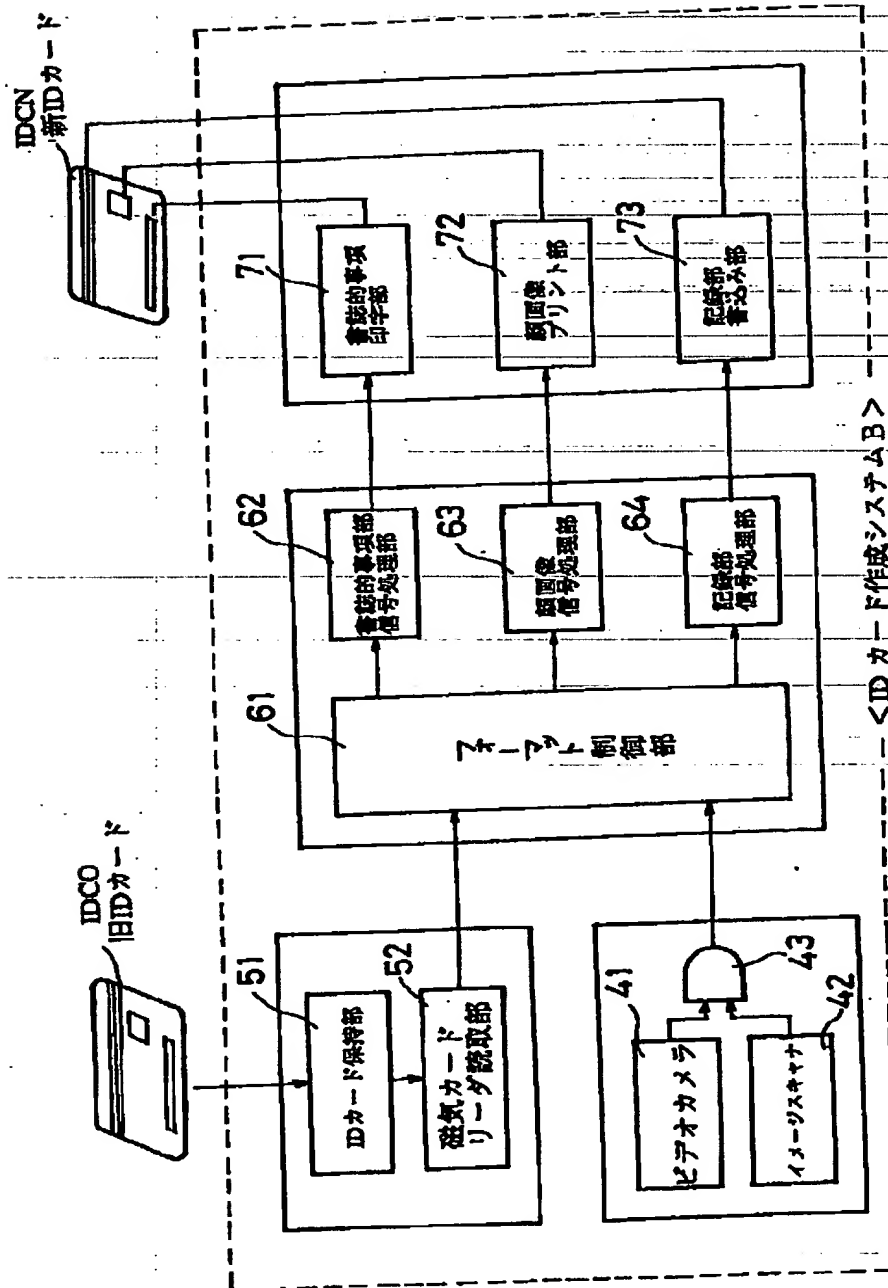 IDCO
旧IDカード
IDCN
新IDカード
51
IDカード保持部
52
磁気カード
リーダ読取部
41
ビデオカメラ
イメージスキャナ
42
43
61
フォーマット制御部
62
書誌的事項部
信号処理部
63
顔画像
信号処理部
64
記録部
信号処理部
71
書誌的事項
印字部
72
顔画像
プリント部
73
記録部
書込み部
<IDカード作成システムB>